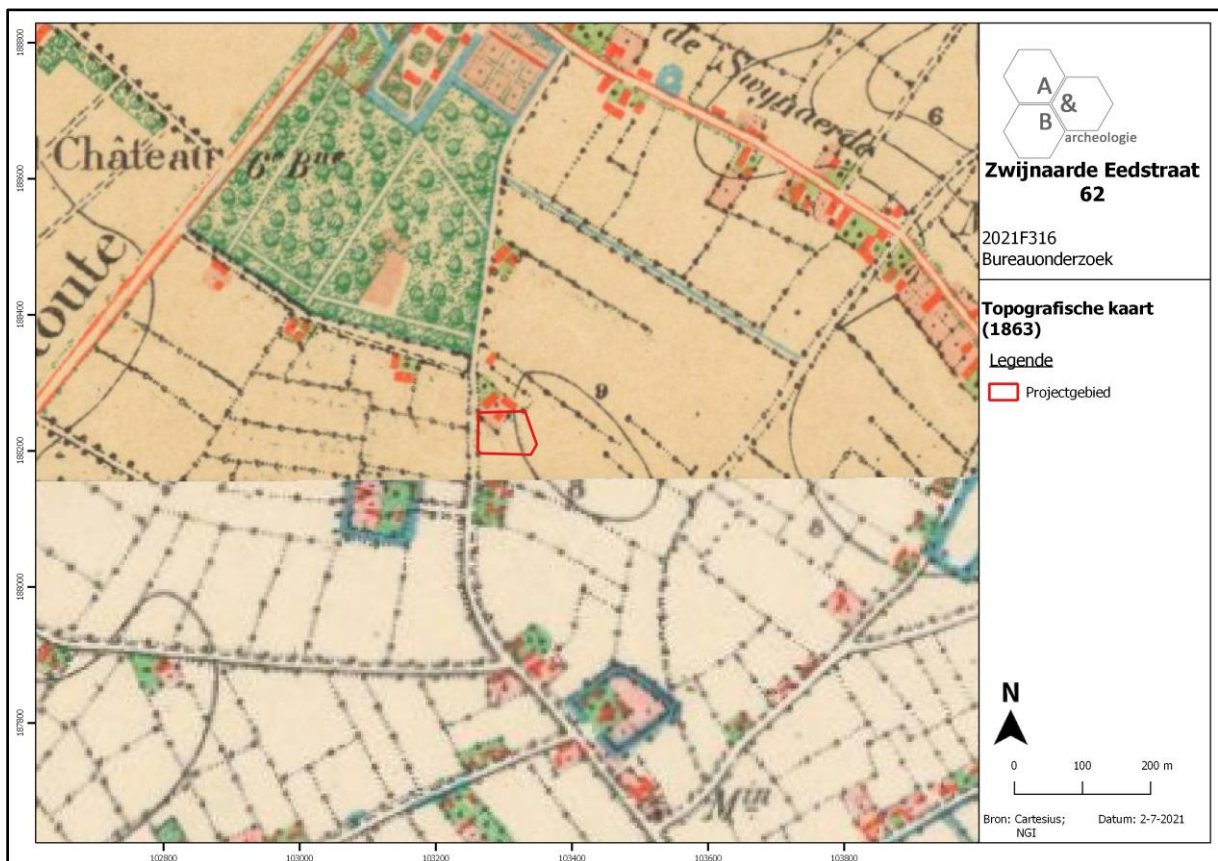 188800
188600
188400
188200
188000
187800
102800
103000
103200
103400
103600
103800
Château
6e Bne
de Swynaerde
route
6
9
8
8
Min
A
&
B
archeologie
Zwijnaarde Eedstraat
62
2021F316
Bureauonderzoek
Topografische kaart
(1863)
Legende
Projectgebied
N
0 100 200 m
Bron: Cartesius; Datum: 2-7-2021
NGI